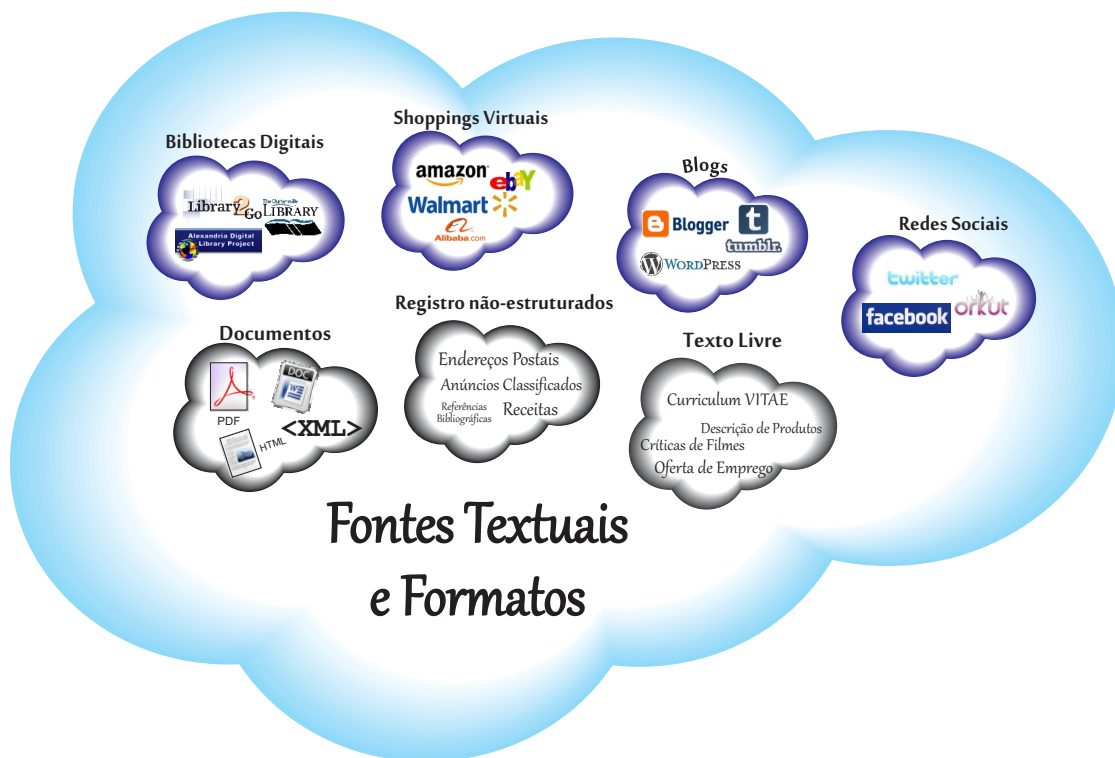 Bibliotecas Digitais
Library2Go
LIBRARY
Alexandria Digital
Library Project
Shoppings Virtuais
amazon
ebaY
Walmart
Alibaba.com
Blogs
Blogger
t
tumblr.
WORDPRESS
Redes Sociais
twitter
facebook
orkut
Documentos
PDF
DOC
W
HTML
<XML>
Registro não-estruturados
Endereços Postais
Anúncios Classificados
Referências
Bibliográficas
Receitas
Texto Livre
Curriculum VITAE
Descrição de Produtos
Críticas de Filmes
Oferta de Emprego
Fontes Textuais
e Formatos